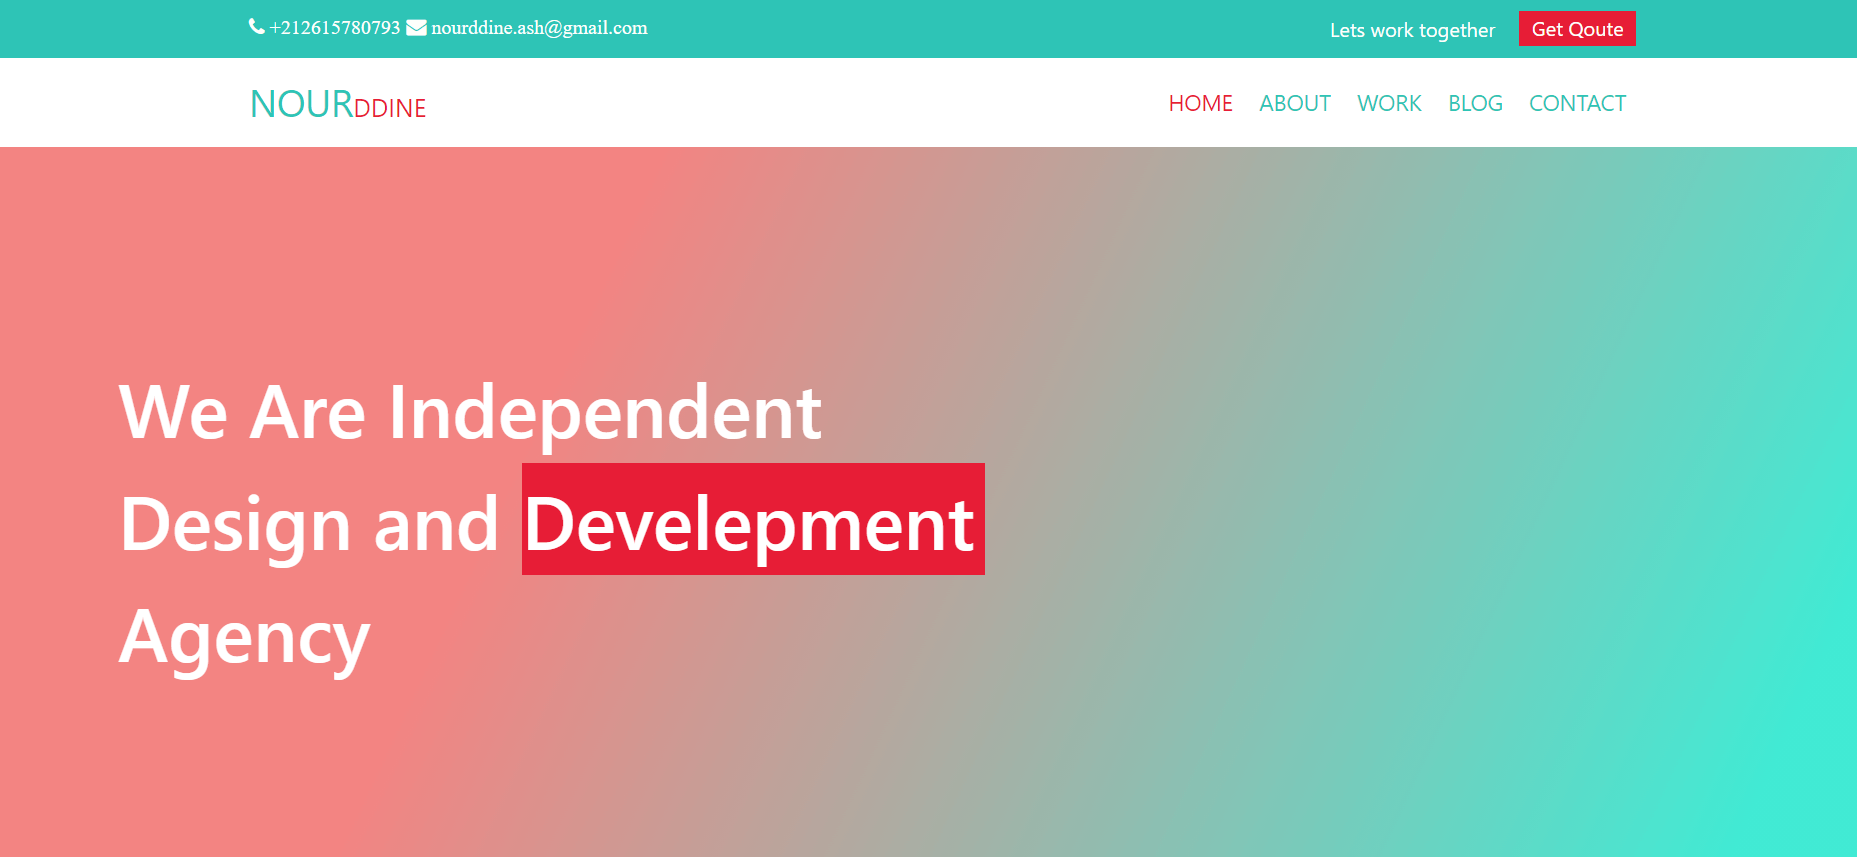 +212615780793 nourddine.ash@gmail.com
Lets work together Get Qoute
NOURDDINE
HOME ABOUT WORK BLOG CONTACT
We Are Independent
Design and Develepment
Agency